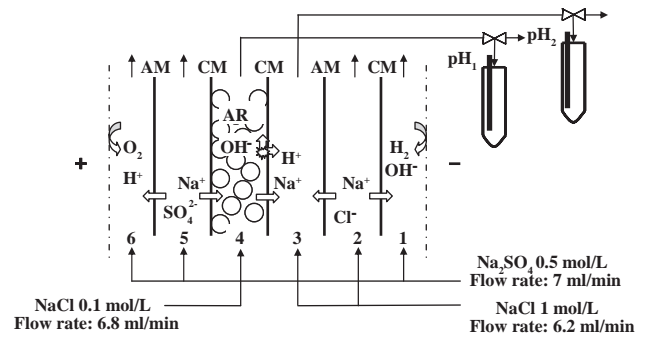 pH₂
pH₁
AM CM CM AM CM
AR
O₂ OH⁻ H⁺ H₂
OH⁻
+ −
H⁺ Na⁺ Na⁺ Na⁺
SO₄²⁻ Cl⁻
6 5 4 3 2 1
Na₂SO₄ 0.5 mol/L
Flow rate: 7 ml/min
NaCl 0.1 mol/L
Flow rate: 6.8 ml/min
NaCl 1 mol/L
Flow rate: 6.2 ml/min